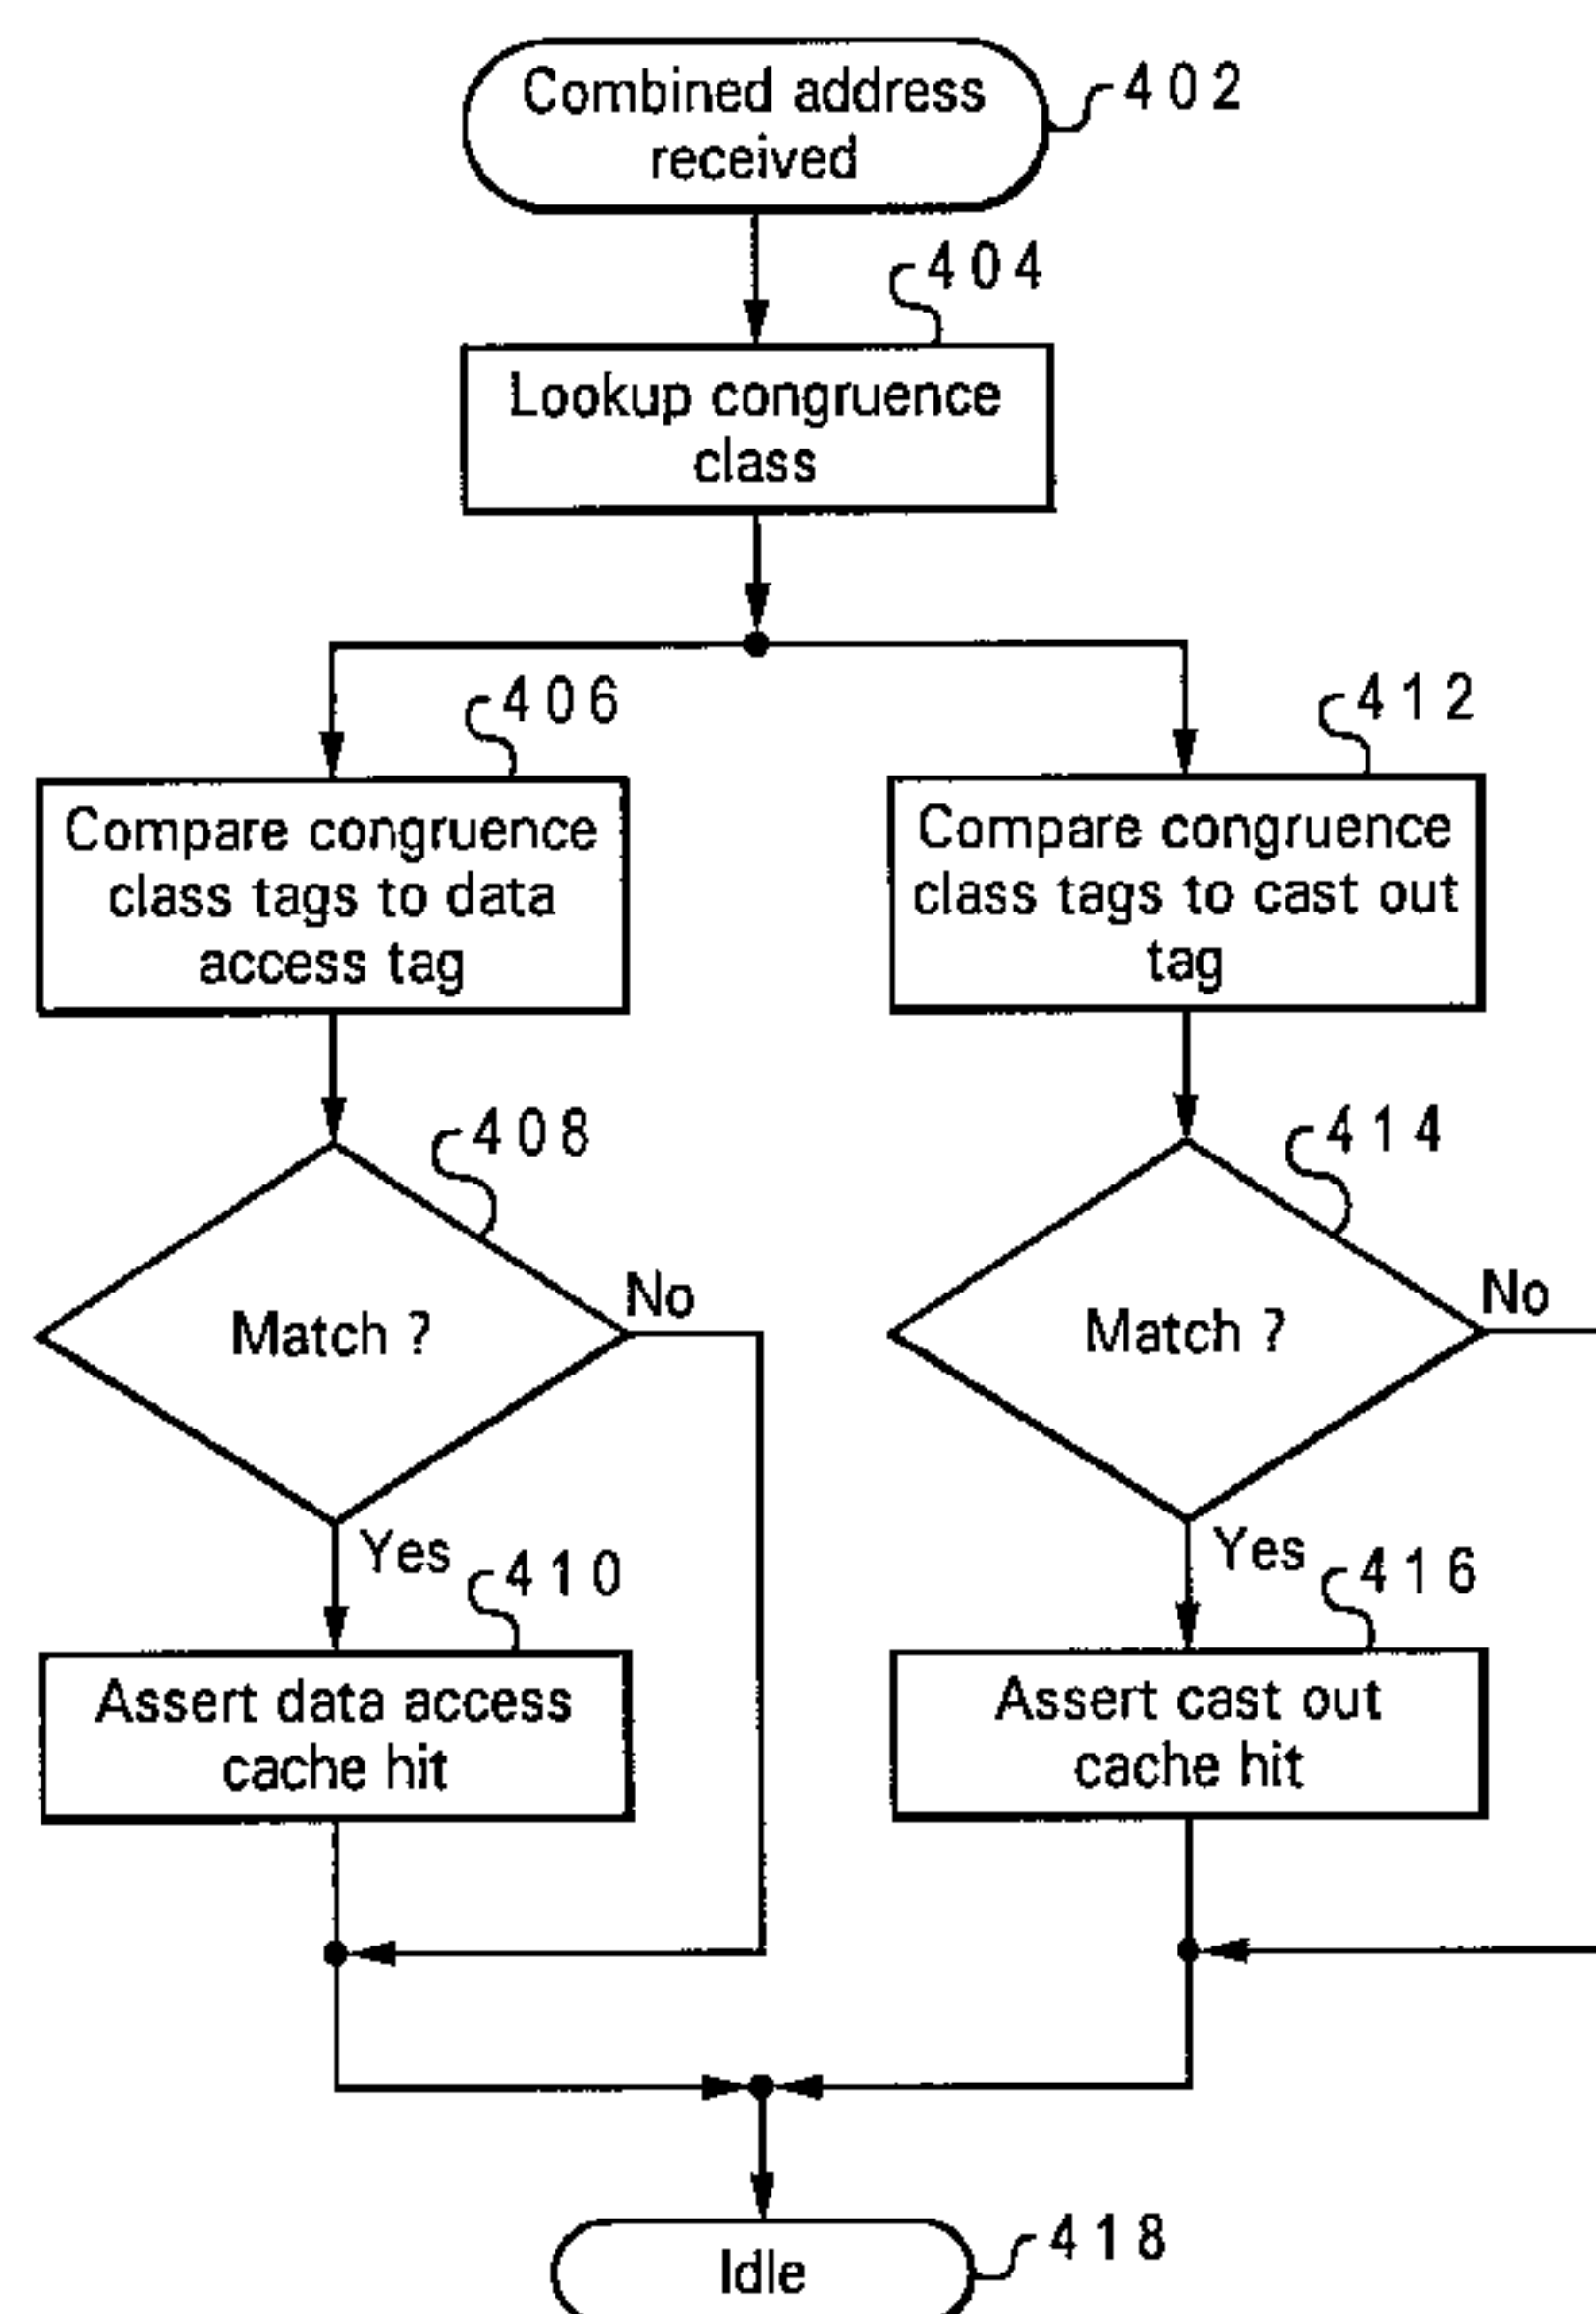 Combined address
received
402
404
Lookup congruence
class
406
412
Compare congruence
class tags to data
access tag
Compare congruence
class tags to cast out
tag
408
414
Match ?
No
Match ?
No
Yes
410
Yes
416
Assert data access
cache hit
Assert cast out
cache hit
Idle
418